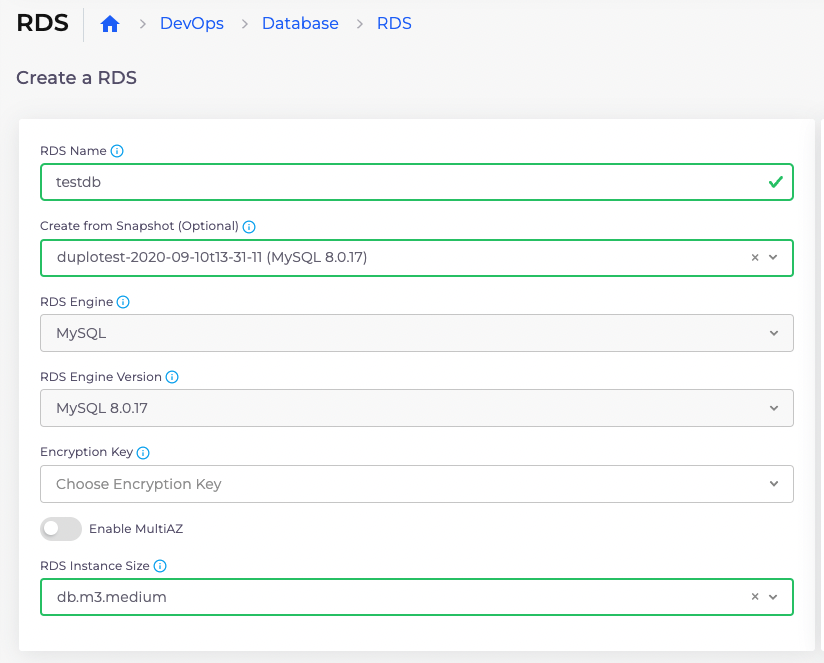 RDS > DevOps > Database > RDS
Create a RDS
RDS Name
testdb
Create from Snapshot (Optional)
duplotest-2020-09-10t13-31-11 (MySQL 8.0.17)
RDS Engine
MySQL
RDS Engine Version
MySQL 8.0.17
Encryption Key
Choose Encryption Key
Enable MultiAZ
RDS Instance Size
db.m3.medium